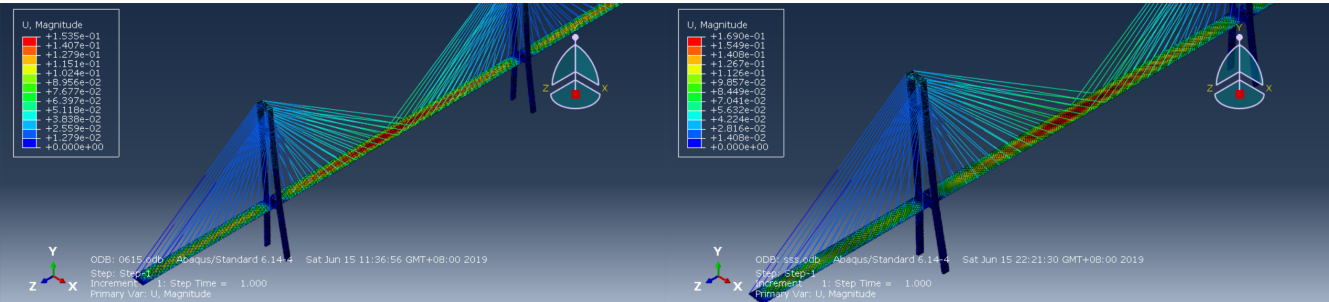 U, Magnitude
+1.535e-01
+1.407e-01
+1.279e-01
+1.151e-01
+1.024e-01
+8.956e-02
+7.677e-02
+6.397e-02
+5.118e-02
+3.838e-02
+2.559e-02
+1.279e-02
+0.000e+00
Y
Z
X
Z
X
ODB: 0615.odb Abaqus/Standard 6.14-4 Sat Jun 15 11:36:56 GMT+08:00 2019
Step: Step-1
Increment 1: Step Time = 1.000
Primary Var: U, Magnitude
U, Magnitude
+1.690e-01
+1.549e-01
+1.408e-01
+1.267e-01
+1.126e-01
+9.857e-02
+8.449e-02
+7.041e-02
+5.632e-02
+4.224e-02
+2.816e-02
+1.408e-02
+0.000e+00
Y
Z
X
Y
Z
X
ODB: sss.odb Abaqus/Standard 6.14-4 Sat Jun 15 22:21:30 GMT+08:00 2019
Step: Step-1
Increment 1: Step Time = 1.000
Primary Var: U, Magnitude